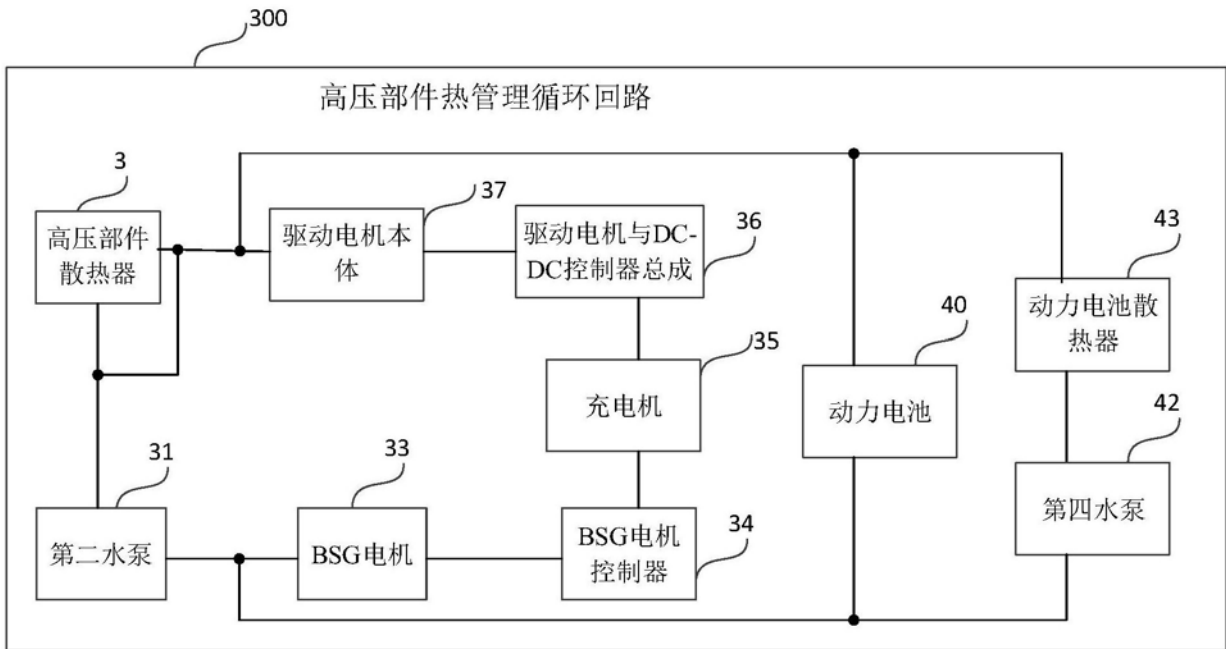 300
高压部件热管理循环回路
3
高压部件
散热器
37
驱动电机本
体
驱动电机与DC-
DC控制器总成
36
43
动力电池散
热器
35
充电机
40
动力电池
42
第四水泵
31
第二水泵
33
BSG电机
BSG电机
控制器
34